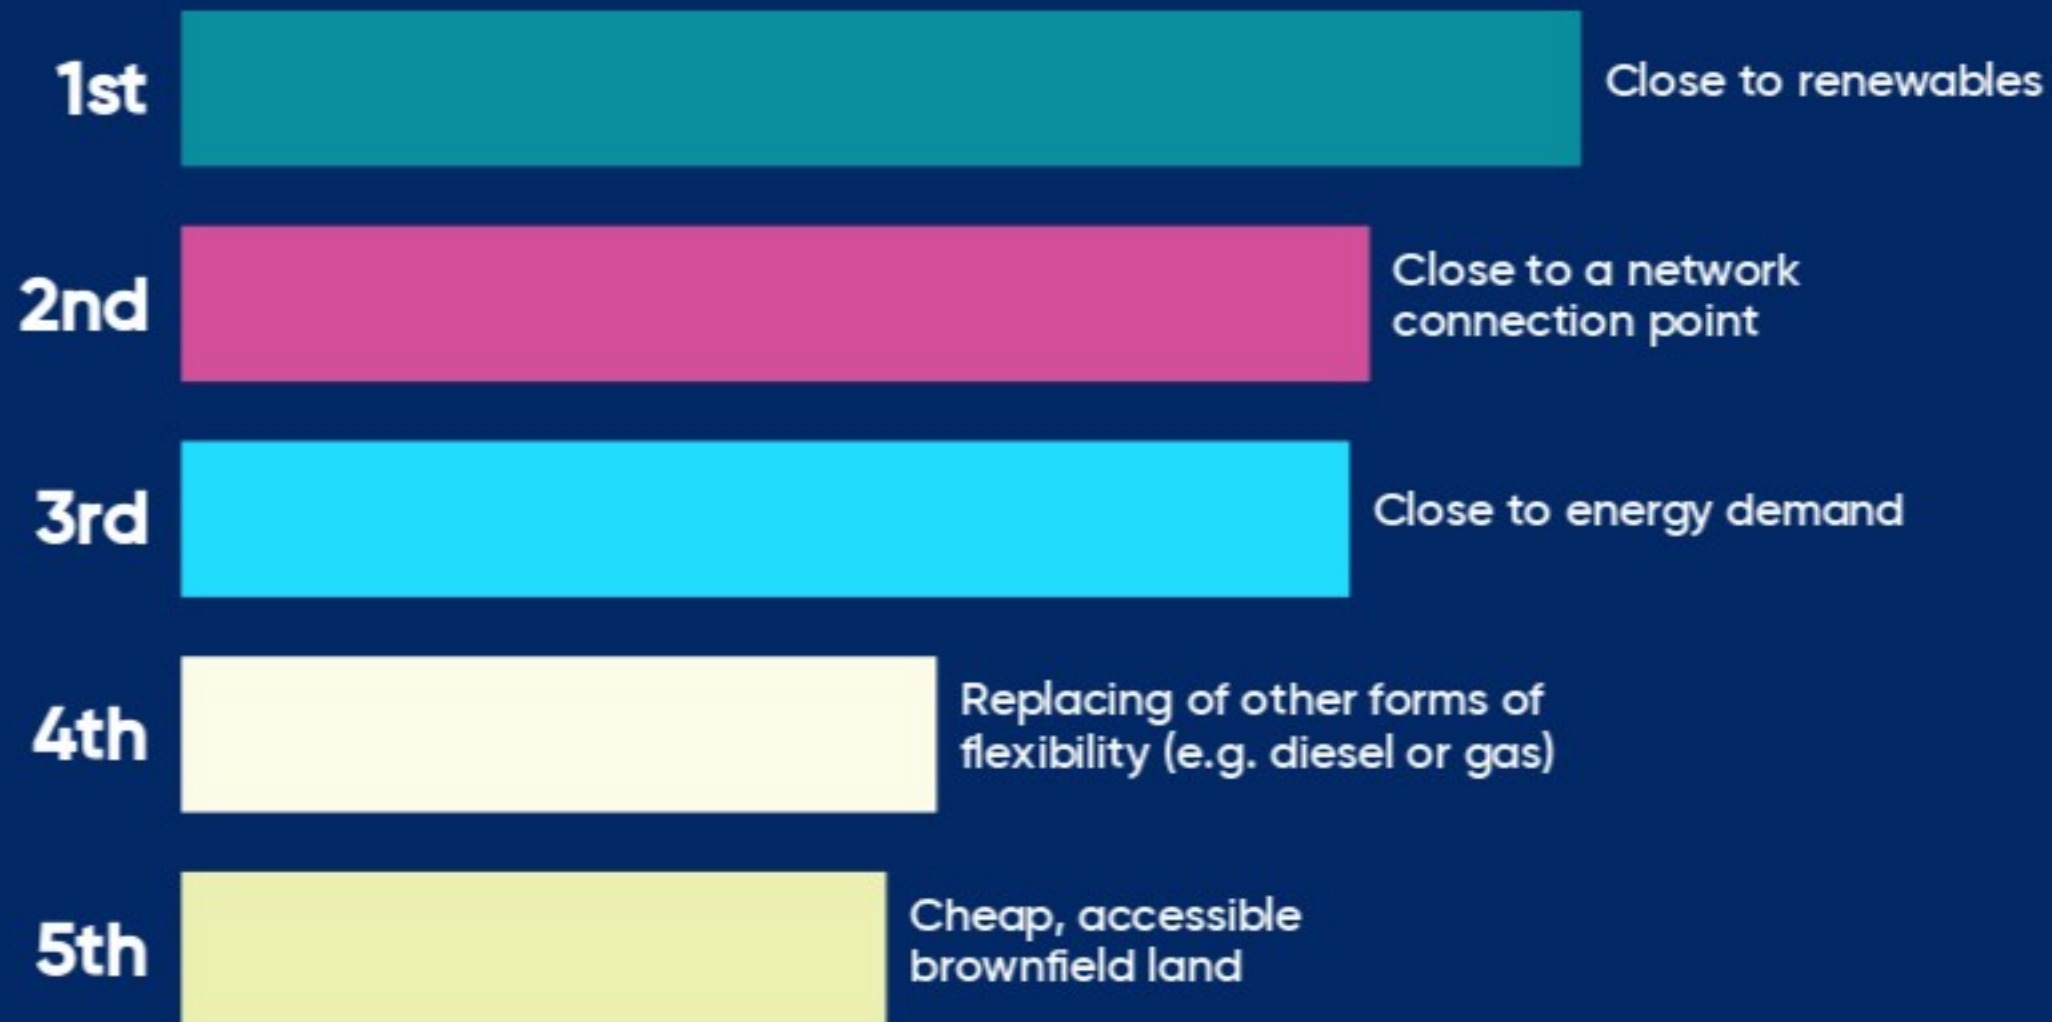 1st
Close to renewables
2nd
Close to a network
connection point
3rd
Close to energy demand
4th
Replacing of other forms of
flexibility (e.g. diesel or gas)
5th
Cheap, accessible
brownfield land